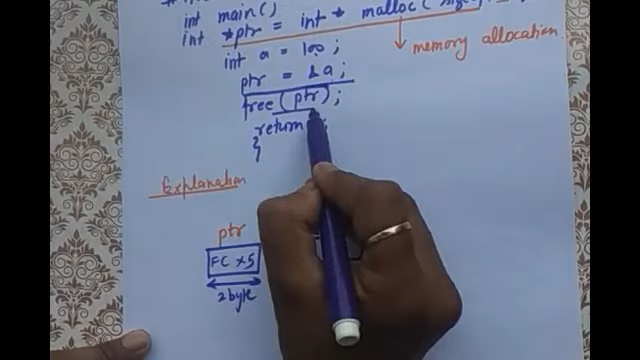 int main()
int *ptr = int * malloc(
memory allocation
int a = 100 ;
ptr = &a ;
free (ptr) ;
return ;
}
Explanation
ptr
FC x 5
2 byte